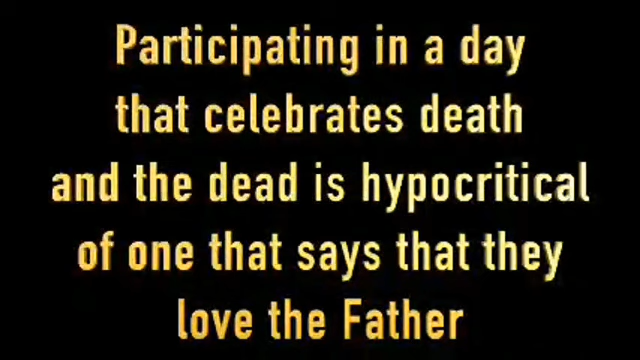 Participating in a day
that celebrates death
and the dead is hypocritical
of one that says that they
love the Father